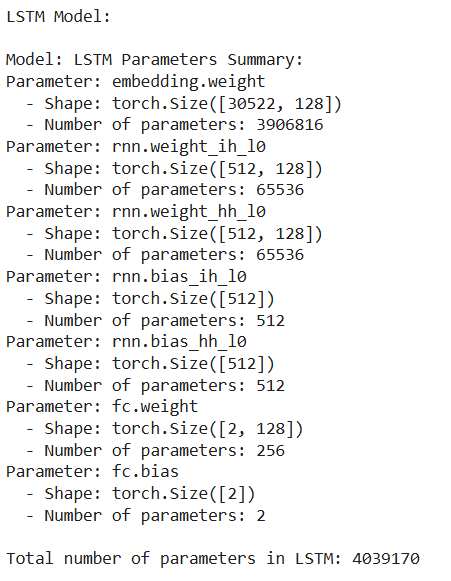 LSTM Model:
Model: LSTM Parameters Summary:
Parameter: embedding.weight
- Shape: torch.Size([30522, 128])
- Number of parameters: 3906816
Parameter: rnn.weight_ih_l0
- Shape: torch.Size([512, 128])
- Number of parameters: 65536
Parameter: rnn.weight_hh_l0
- Shape: torch.Size([512, 128])
- Number of parameters: 65536
Parameter: rnn.bias_ih_l0
- Shape: torch.Size([512])
- Number of parameters: 512
Parameter: rnn.bias_hh_l0
- Shape: torch.Size([512])
- Number of parameters: 512
Parameter: fc.weight
- Shape: torch.Size([2, 128])
- Number of parameters: 256
Parameter: fc.bias
- Shape: torch.Size([2])
- Number of parameters: 2
Total number of parameters in LSTM: 4039170